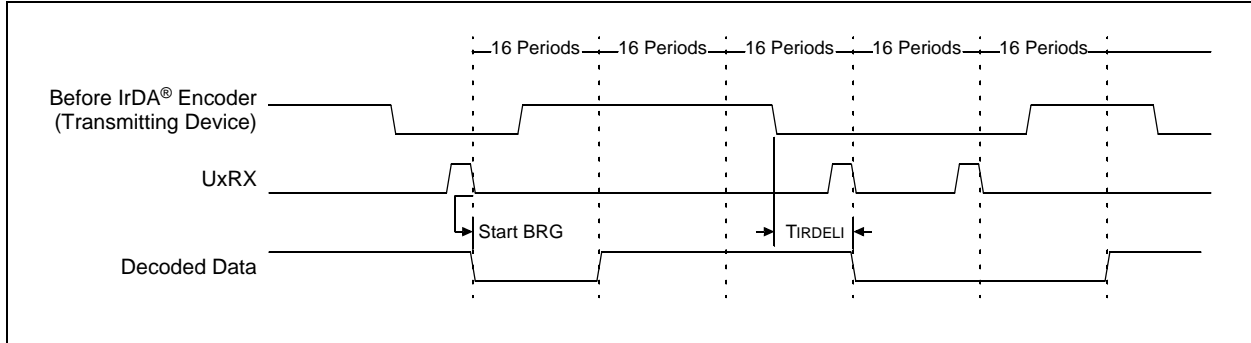 16 Periods 16 Periods 16 Periods 16 Periods 16 Periods
Before IrDA® Encoder
(Transmitting Device)
UxRX
Start BRG
TIRDELI
Decoded Data